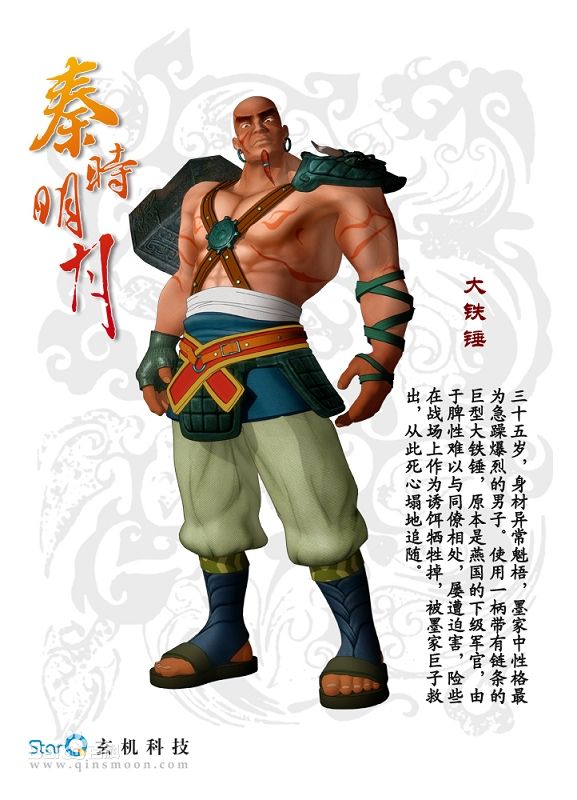 秦時明月
大铁锤
三十五岁，身材异常魁梧，墨家中性格最
为急躁爆烈的男子。使用一柄带有链条的
巨型大铁锤，原本是燕国的下级军官，由
于脾性难以与同僚相处，屡遭迫害，险些
在战场上作为诱饵牺牲掉，被墨家巨子救
出，从此死心塌地追随。
StarQ 玄机科技
www.qinsmoon.com